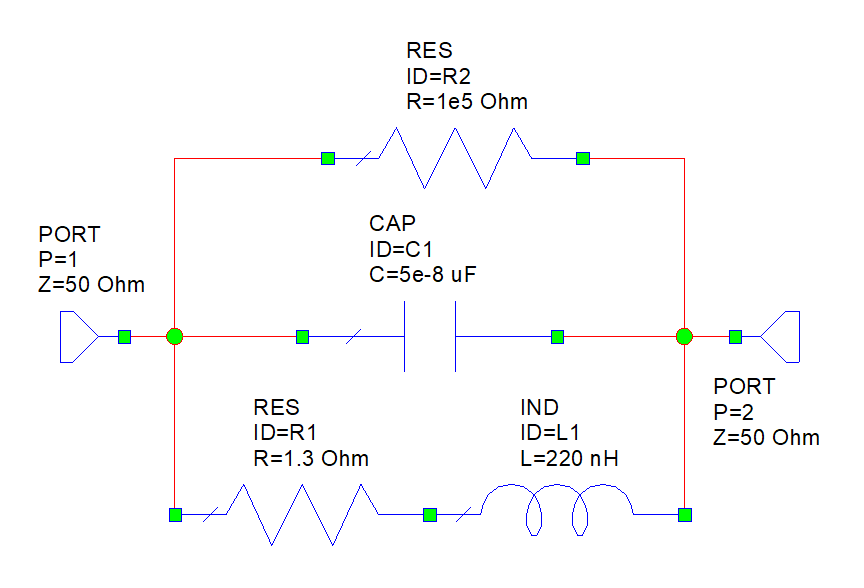 RES
ID=R2
R=1e5 Ohm
CAP
ID=C1
C=5e-8 uF
PORT
P=1
Z=50 Ohm
RES
ID=R1
R=1.3 Ohm
IND
ID=L1
L=220 nH
PORT
P=2
Z=50 Ohm